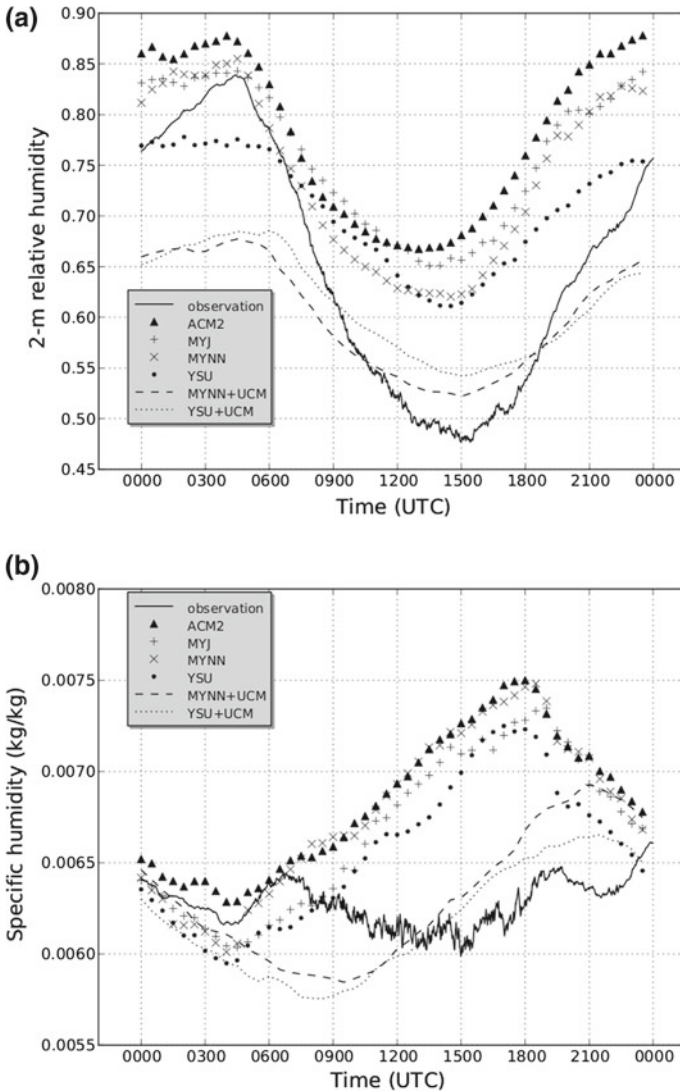 (a)
0.90
0.85
0.80
0.75
0.70
0.65
0.60
0.55
0.50
0.45
2-m relative humidity
observation
ACM2
MYJ
MYNN
YSU
MYNN+UCM
YSU+UCM
0000 0300 0600 0900 1200 1500 1800 2100 0000
Time (UTC)
(b)
0.0080
0.0075
0.0070
0.0065
0.0060
0.0055
Specific humidity (kg/kg)
observation
ACM2
MYJ
MYNN
YSU
MYNN+UCM
YSU+UCM
0000 0300 0600 0900 1200 1500 1800 2100 0000
Time (UTC)